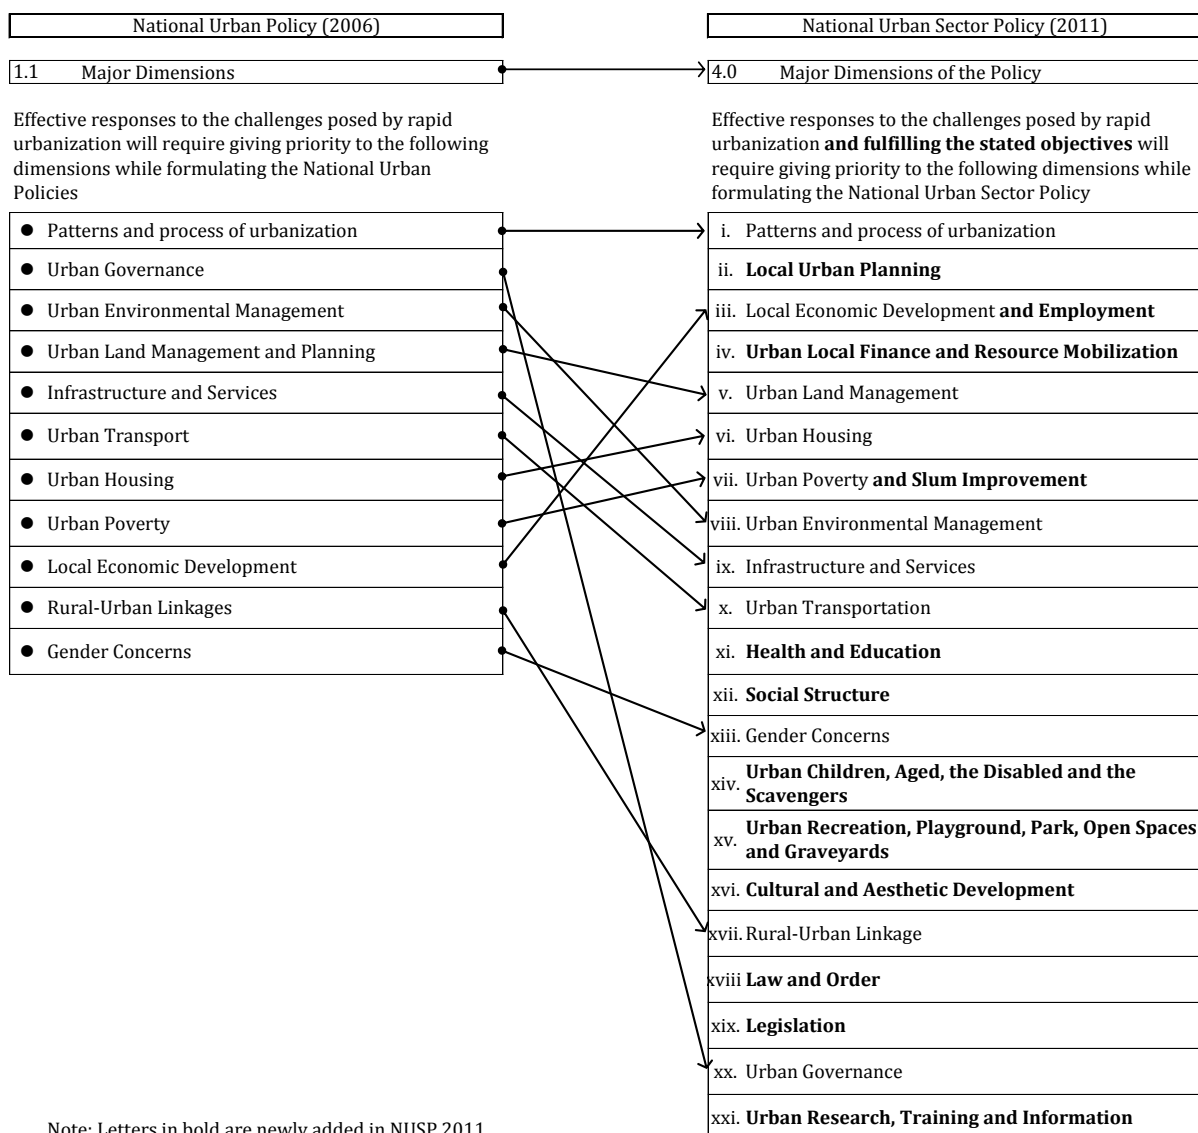 National Urban Policy (2006)
1.1 Major Dimensions
Effective responses to the challenges posed by rapid
urbanization will require giving priority to the following
dimensions while formulating the National Urban
Policies
● Patterns and process of urbanization
● Urban Governance
● Urban Environmental Management
● Urban Land Management and Planning
● Infrastructure and Services
● Urban Transport
● Urban Housing
● Urban Poverty
● Local Economic Development
● Rural-Urban Linkages
● Gender Concerns
Note: Letters in bold are newly added in NUSP 2011
National Urban Sector Policy (2011)
4.0 Major Dimensions of the Policy
Effective responses to the challenges posed by rapid
urbanization and fulfilling the stated objectives will
require giving priority to the following dimensions while
formulating the National Urban Sector Policy
i. Patterns and process of urbanization
ii. Local Urban Planning
iii. Local Economic Development and Employment
iv. Urban Local Finance and Resource Mobilization
v. Urban Land Management
vi. Urban Housing
vii. Urban Poverty and Slum Improvement
viii. Urban Environmental Management
ix. Infrastructure and Services
x. Urban Transportation
xi. Health and Education
xii. Social Structure
xiii. Gender Concerns
xiv. Urban Children, Aged, the Disabled and the
Scavengers
xv. Urban Recreation, Playground, Park, Open Spaces
and Graveyards
xvi. Cultural and Aesthetic Development
xvii. Rural-Urban Linkage
xviii Law and Order
xix. Legislation
xx. Urban Governance
xxi. Urban Research, Training and Information